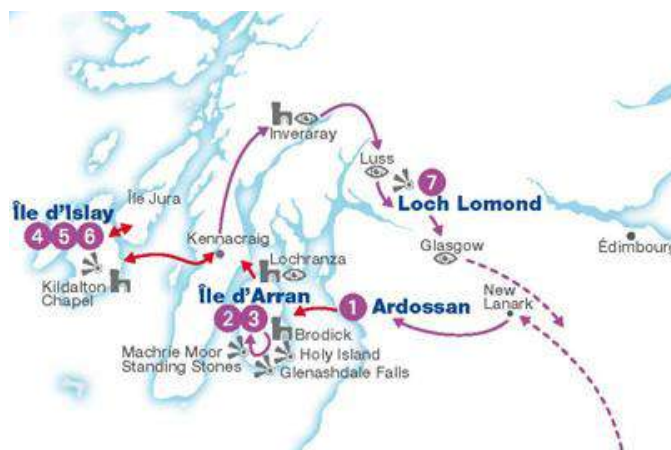 Inveraray
Luss
7
Loch Lomond
Île Jura
Île d'Islay
4 5 6
Kennacraig
Glasgow
Édimbourg
Kildalton
Chapel
Lochranza
Île d'Arran
2 3
1 Ardossan
New
Lanark
Brodick
Machrie Moor
Standing Stones
Holy Island
Glenashdale Falls